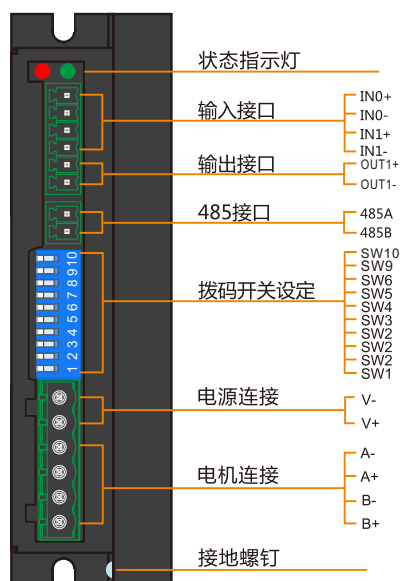 状态指示灯
输入接口
IN0+
IN0-
IN1+
IN1-
输出接口
OUT1+
OUT1-
485接口
485A
485B
拨码开关设定
1 2 3 4 5 6 7 8 9 10
SW10
SW9
SW6
SW5
SW4
SW3
SW2
SW2
SW2
SW1
电源连接
V-
V+
电机连接
A-
A+
B-
B+
接地螺钉